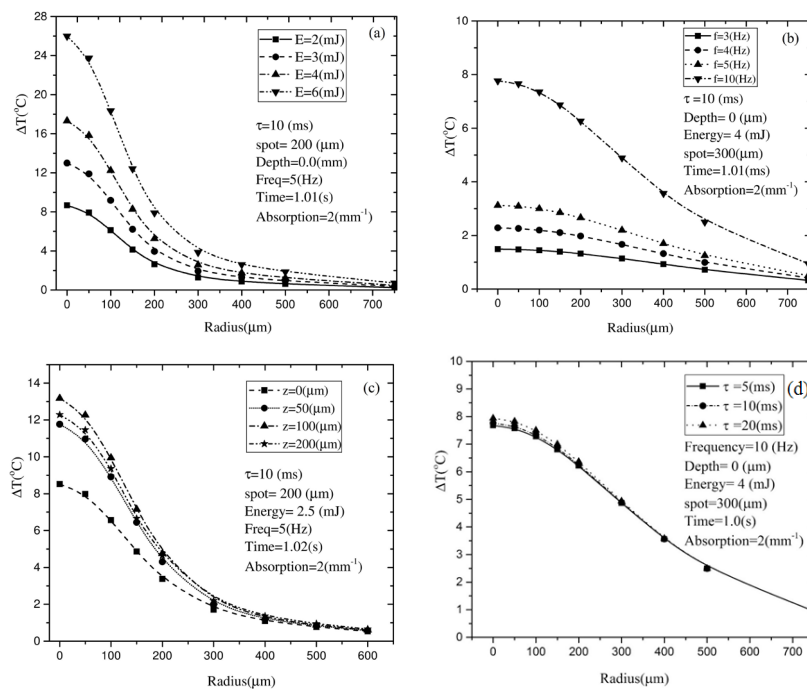 (a)
E=2(mJ)
E=3(mJ)
E=4(mJ)
E=6(mJ)
τ=10 (ms)
spot= 200 (μm)
Depth=0.0(mm)
Freq=5(Hz)
Time=1.01(s)
Absorption=2(mm⁻¹)
28
24
20
16
12
8
4
0
ΔT(°C)
0 100 200 300 400 500 600 700
Radius(μm)
(b)
f=3(Hz)
f=4(Hz)
f=5(Hz)
f=10(Hz)
τ =10 (ms)
Depth= 0 (μm)
Energy= 4 (mJ)
spot=300(μm)
Time=1.01(ms)
Absorption=2(mm⁻¹)
10
8
6
4
2
0
ΔT(°C)
0 100 200 300 400 500 600 700
Radius(μm)
(c)
z=0(μm)
z=50(μm)
z=100(μm)
z=200(μm)
τ=10 (ms)
spot= 200 (μm)
Energy= 2.5 (mJ)
Freq=5(Hz)
Time=1.02(s)
Absorption=2(mm⁻¹)
14
12
10
8
6
4
2
0
ΔT(°C)
0 100 200 300 400 500 600
Radius(μm)
(d)
τ =5(ms)
τ =10(ms)
τ =20(ms)
Frequency=10 (Hz)
Depth= 0 (μm)
Energy= 4 (mJ)
spot=300(μm)
Time=1.0(s)
Absorption=2(mm⁻¹)
10
9
8
7
6
5
4
3
2
1
0
ΔT(°C)
0 100 200 300 400 500 600 700
Radius(μm)